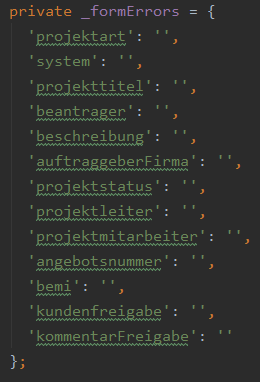 private _formErrors = {
'projektart': '',
'system': '',
'projekttitel': '',
'beantrager': '',
'beschreibung': '',
'auftraggeberFirma': '',
'projektstatus': '',
'projektleiter': '',
'projektmitarbeiter': '',
'angebotsnummer': '',
'bemi': '',
'kundenfreigabe': '',
'kommentarFreigabe': ''
};